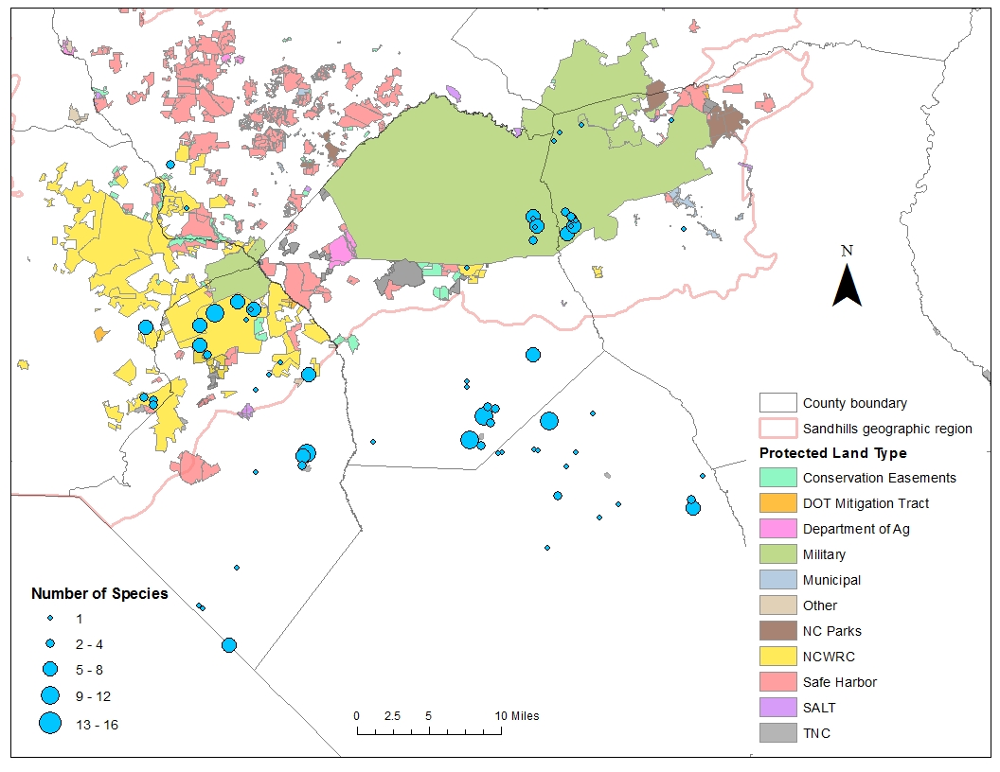 N
County boundary
Sandhills geographic region
Protected Land Type
Conservation Easements
DOT Mitigation Tract
Department of Ag
Military
Municipal
Other
NC Parks
NCWRC
Safe Harbor
SALT
TNC
Number of Species
1
2 - 4
5 - 8
9 - 12
13 - 16
0 2.5 5 10 Miles